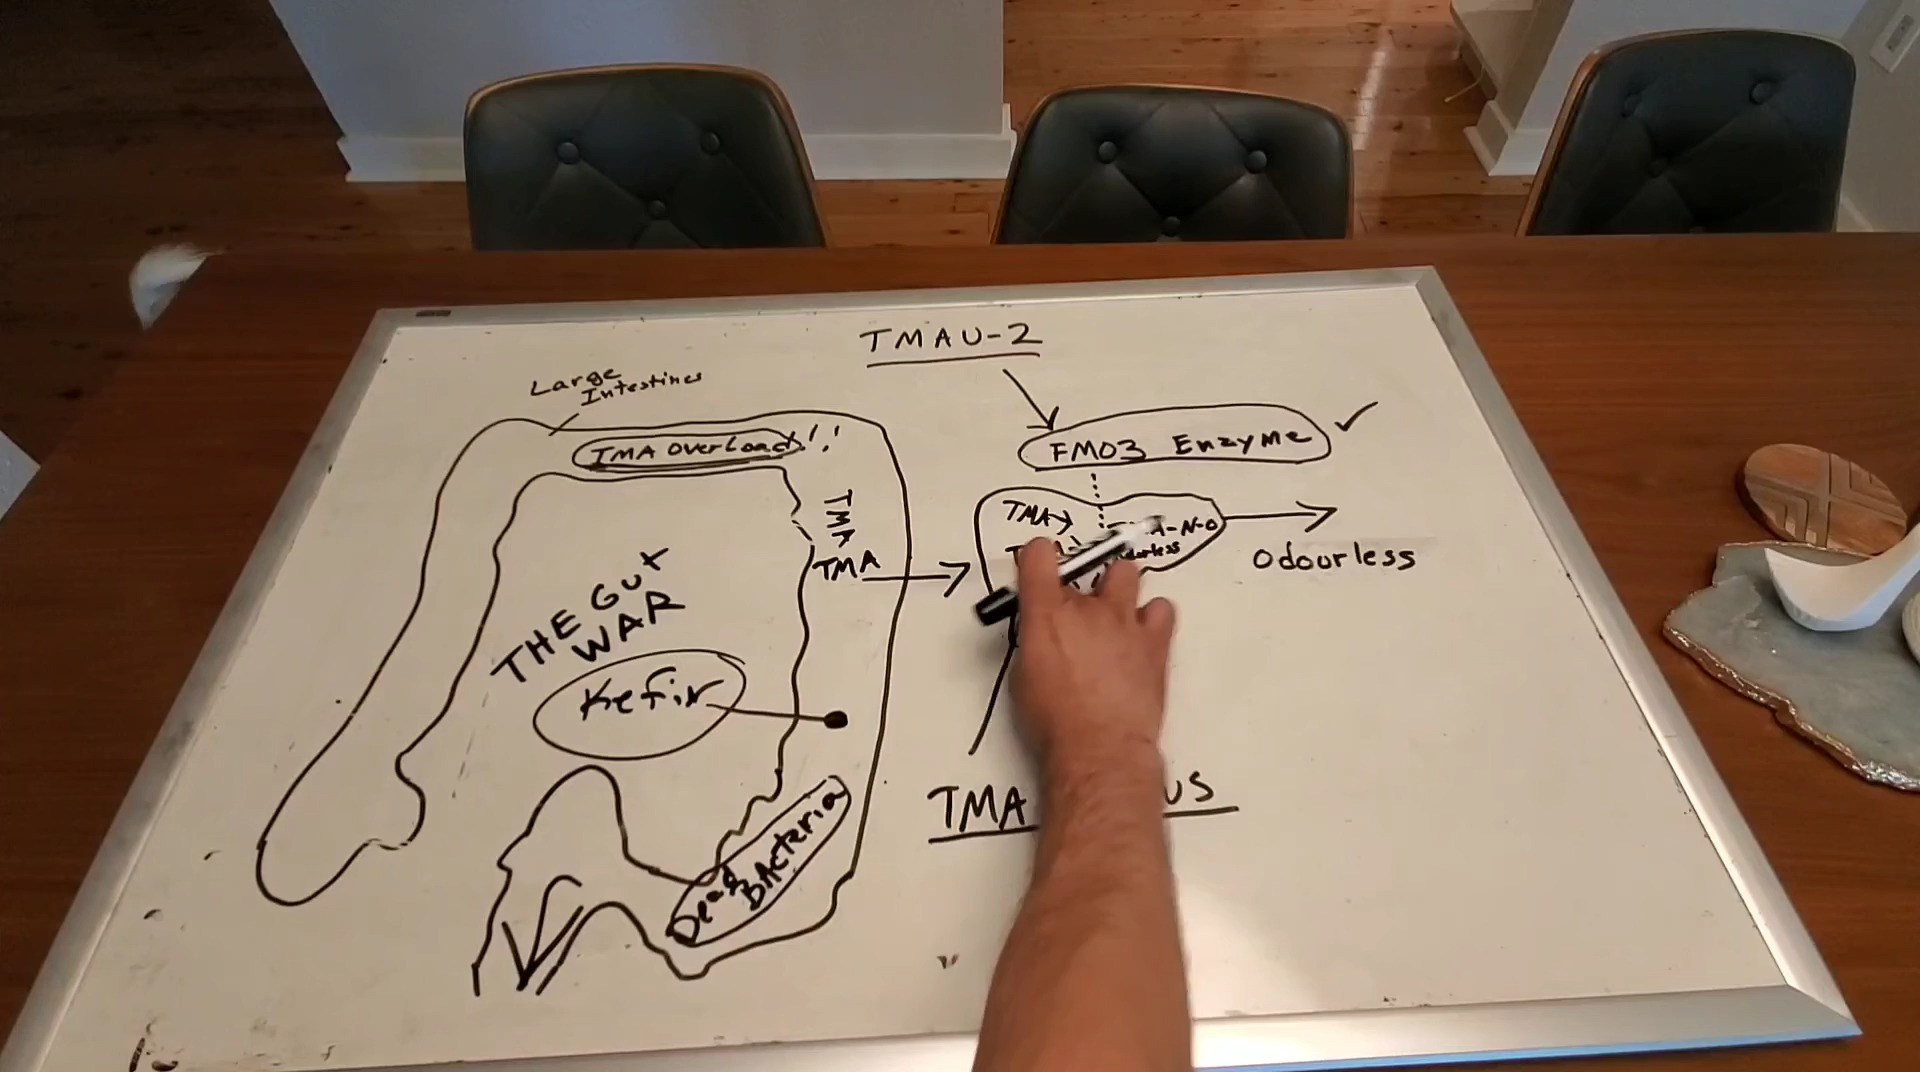 TMAU-2
Large
Intestines
TMA Overload!!
FMO3 Enzyme
TMA
TMA
TMA
-N-O
Odourless
THE GUT
WAR
Kefir
Dead
BActeria
TMA